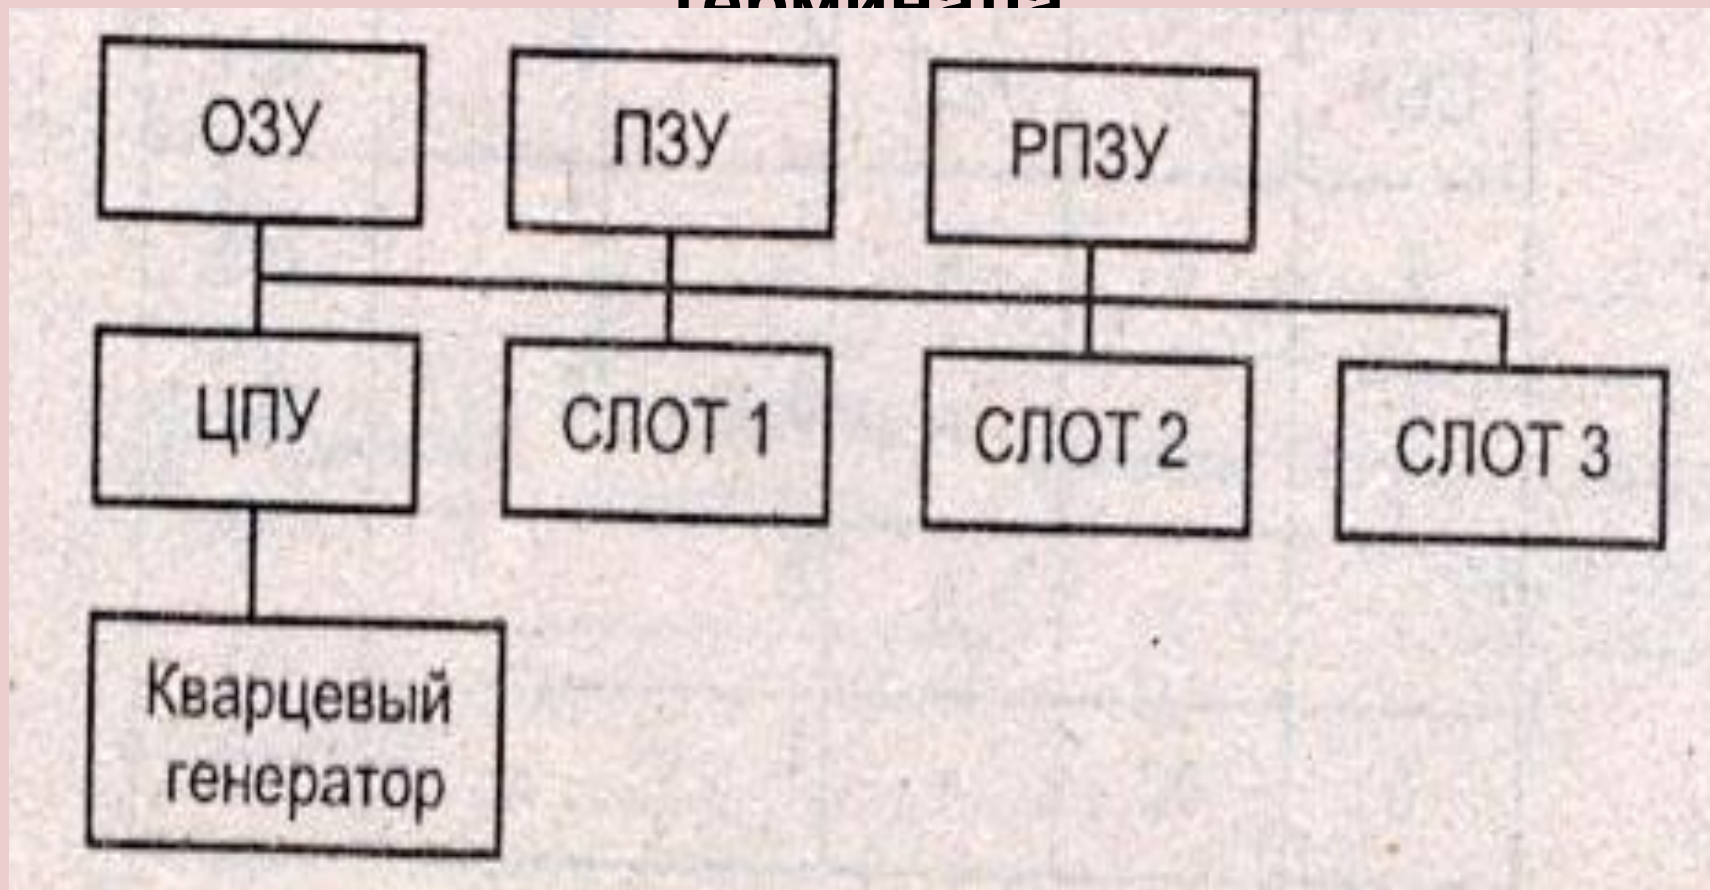 ОЗУ
ПЗУ
РПЗУ
ЦПУ
СЛОТ 1
СЛОТ 2
СЛОТ 3
Кварцевый
генератор